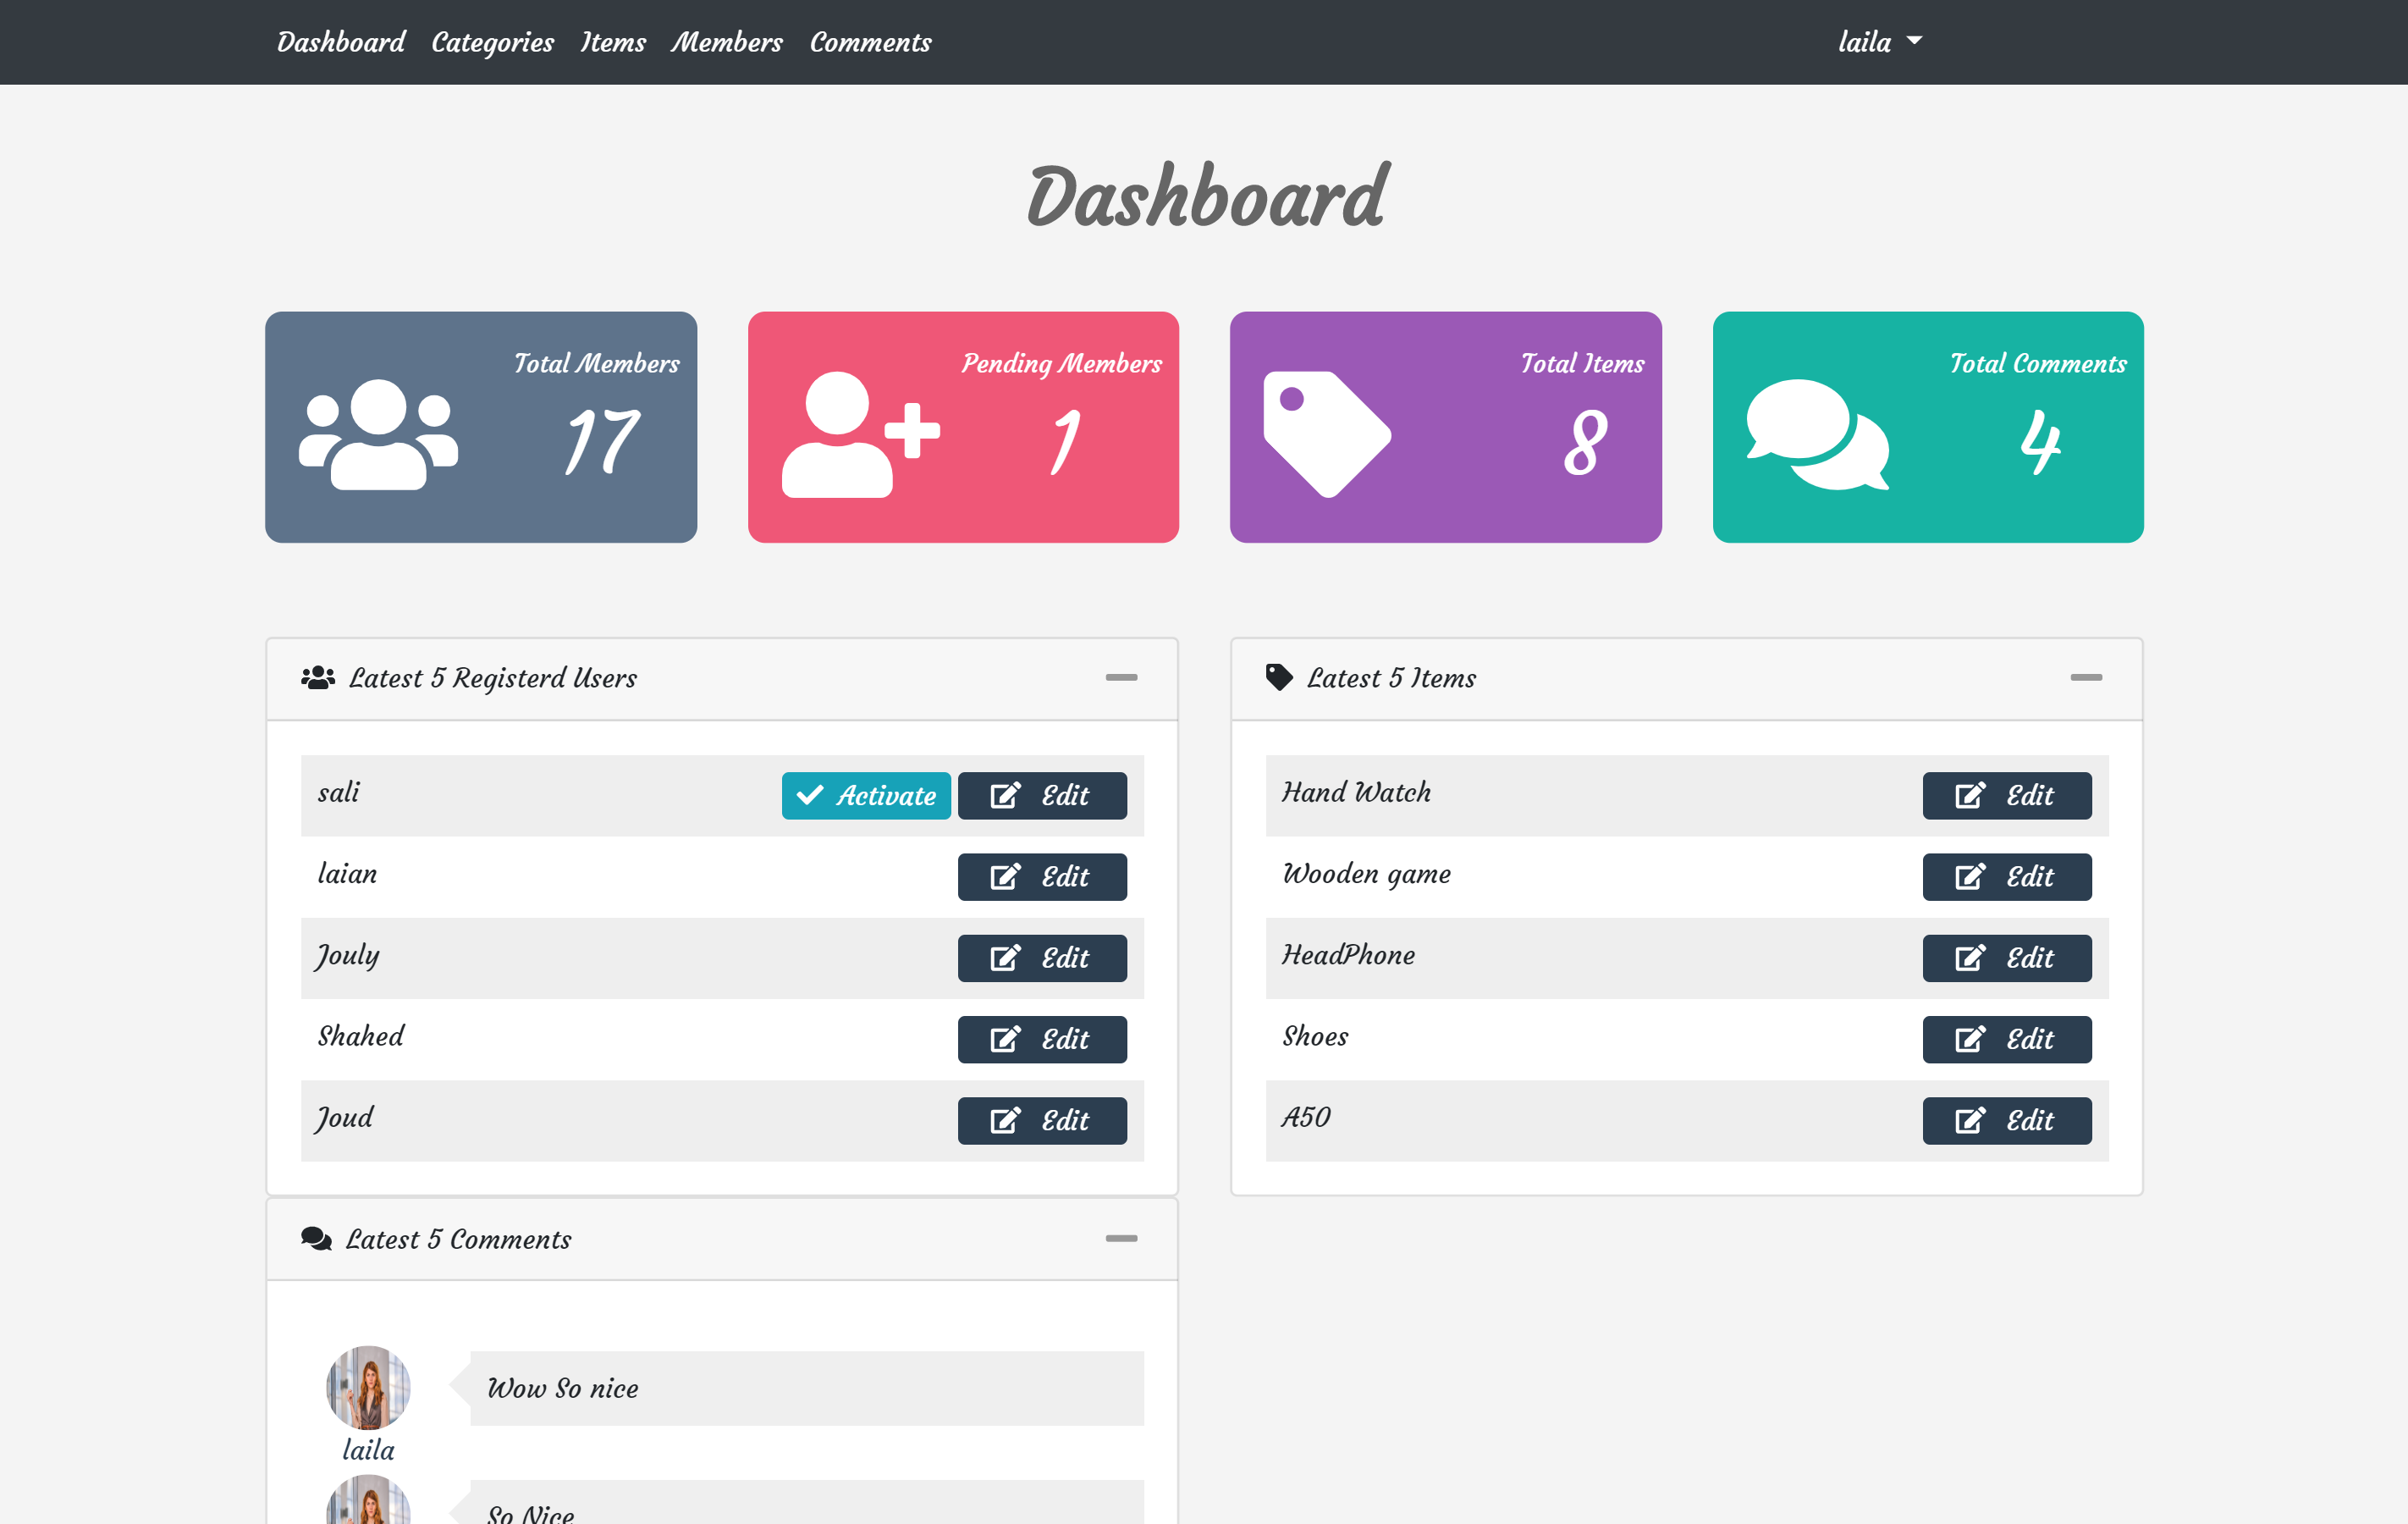 Dashboard Categories Items Members Comments laila
Dashboard
Total Members
17
Pending Members
1
Total Items
8
Total Comments
4
Latest 5 Registerd Users
sali Activate Edit
laian Edit
Jouly Edit
Shahed Edit
Joud Edit
Latest 5 Items
Hand Watch Edit
Wooden game Edit
HeadPhone Edit
Shoes Edit
A50 Edit
Latest 5 Comments
Wow So nice
laila
So Nice